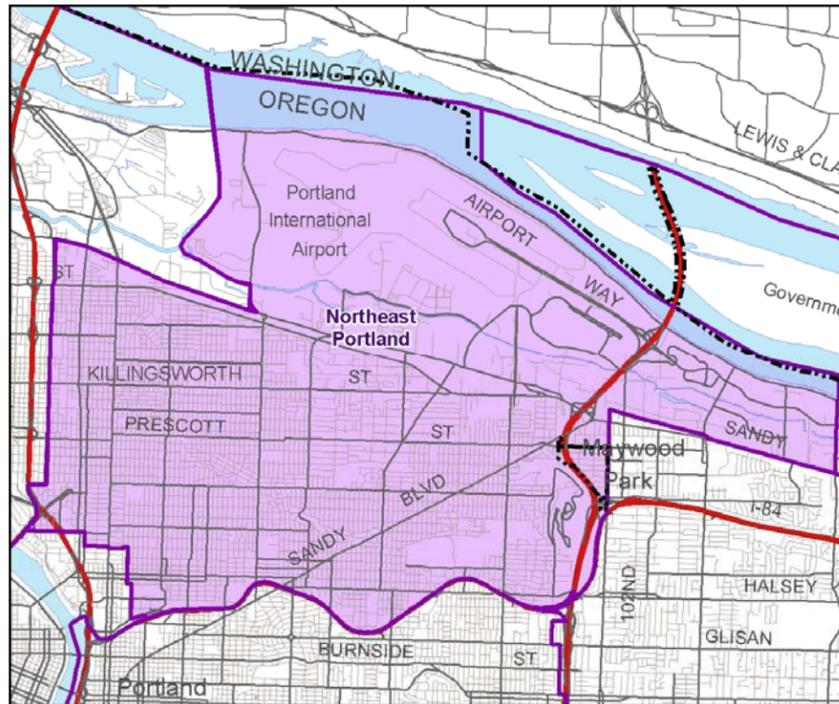 WASHINGTON
OREGON
LEWIS & CLA
Portland
International
Airport
AIRPORT
WAY
Governme
ST
Northeast
Portland
KILLINGSWORTH
ST
PRESCOTT
ST
SANDY
Maywood
Park
SANDY
BLVD
I-84
102ND
HALSEY
GLISAN
BURNSIDE
ST
Portland